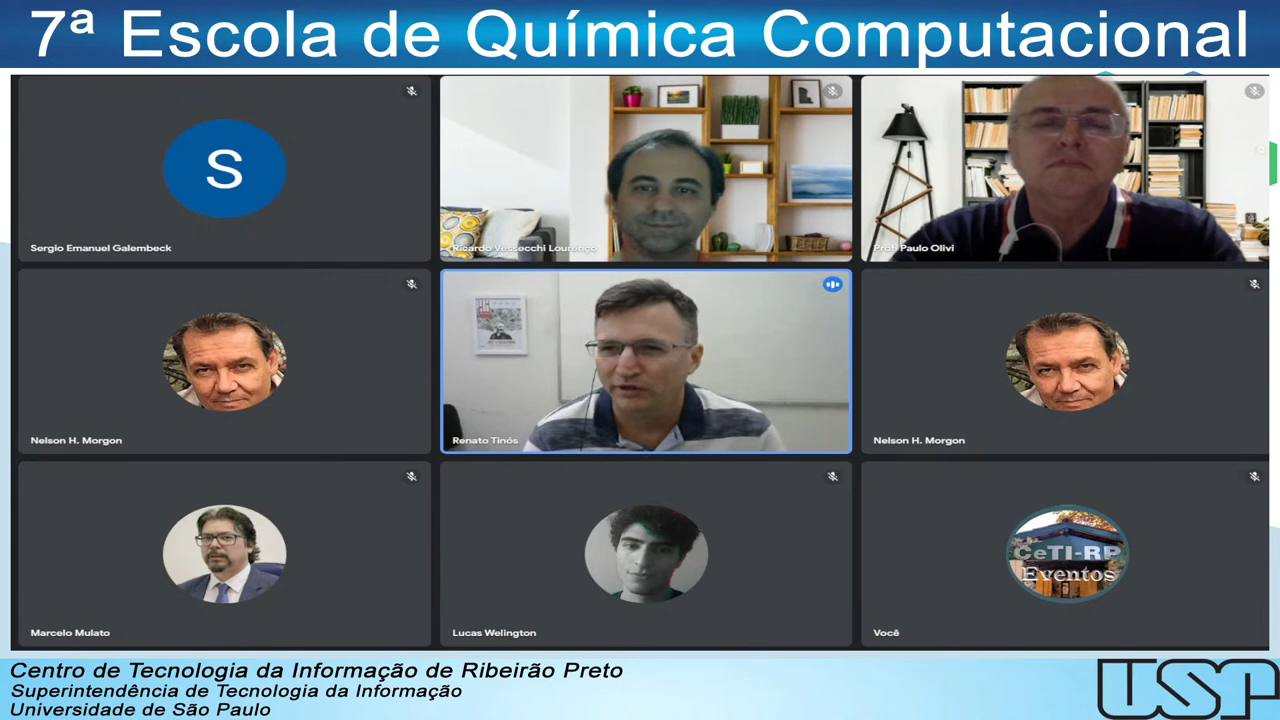 7ª Escola de Química Computacional
S
Sergio Emanuel Galembeck
Ricardo Vessecchi Lourenço
Prof. Paulo Olivi
Nelson H. Morgon
Renato Tinós
Nelson H. Morgon
Marcelo Mulato
Lucas Welington
CeTI-RP
Eventos
Você
Centro de Tecnologia da Informação de Ribeirão Preto
Superintendência de Tecnologia da Informação
Universidade de São Paulo
USP